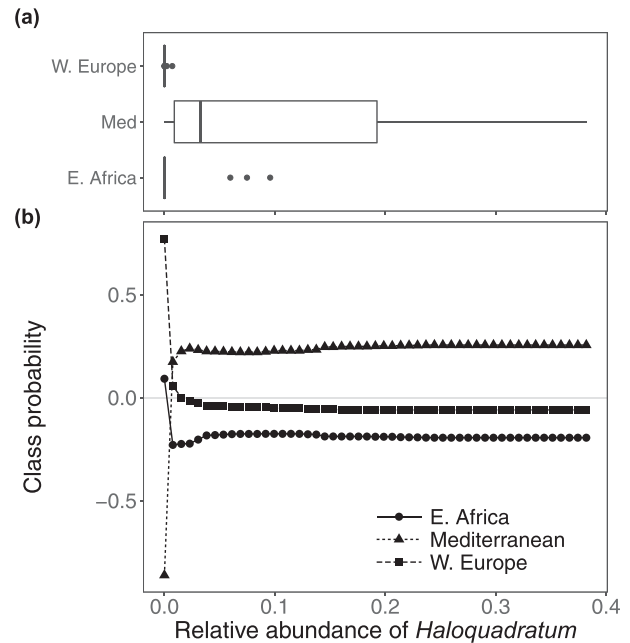 (a)
W. Europe
Med
E. Africa
(b)
Class probability
0.5
0.0
−0.5
E. Africa
Mediterranean
W. Europe
0.0 0.1 0.2 0.3 0.4
Relative abundance of Haloquadratum